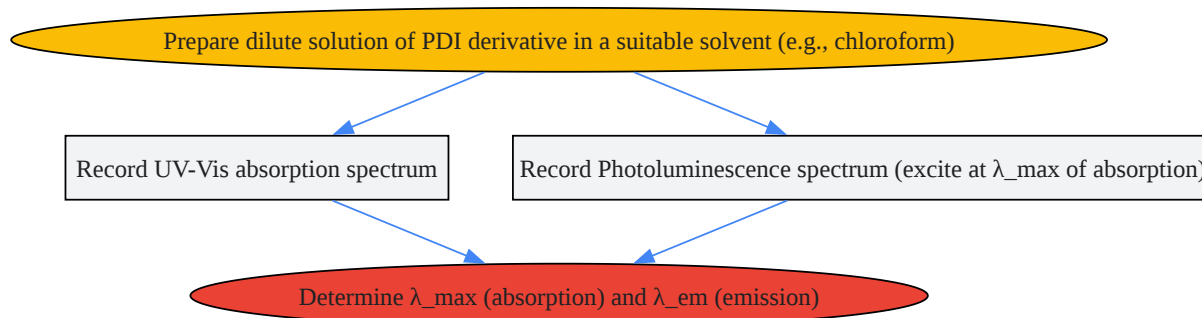 Prepare dilute solution of PDI derivative in a suitable solvent (e.g., chloroform)
Record UV-Vis absorption spectrum
Record Photoluminescence spectrum (excite at λ_max of absorption)
Determine λ_max (absorption) and λ_em (emission)